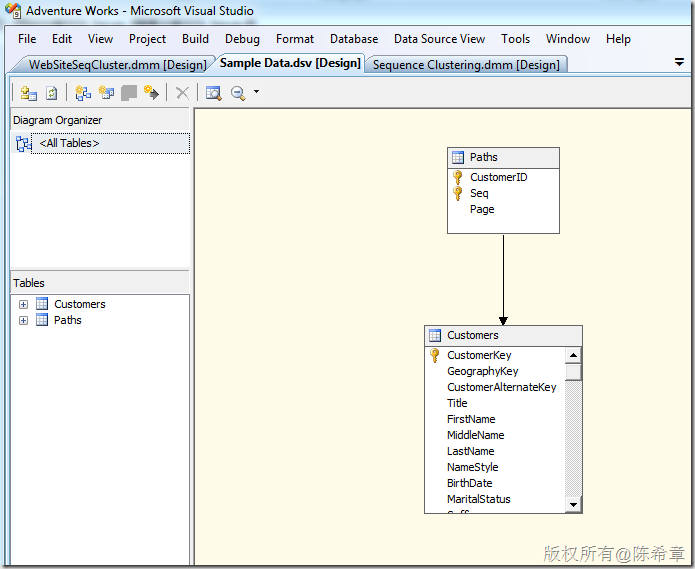 Adventure Works - Microsoft Visual Studio
File Edit View Project Build Debug Format Database Data Source View Tools Window Help
WebSiteSeqCluster.dmm [Design] Sample Data.dsv [Design] Sequence Clustering.dmm [Design]
Diagram Organizer
<All Tables>
Tables
Customers
Paths
Paths
CustomerID
Seq
Page
Customers
CustomerKey
GeographyKey
CustomerAlternateKey
Title
FirstName
MiddleName
LastName
NameStyle
BirthDate
MaritalStatus
版权所有@陈希章